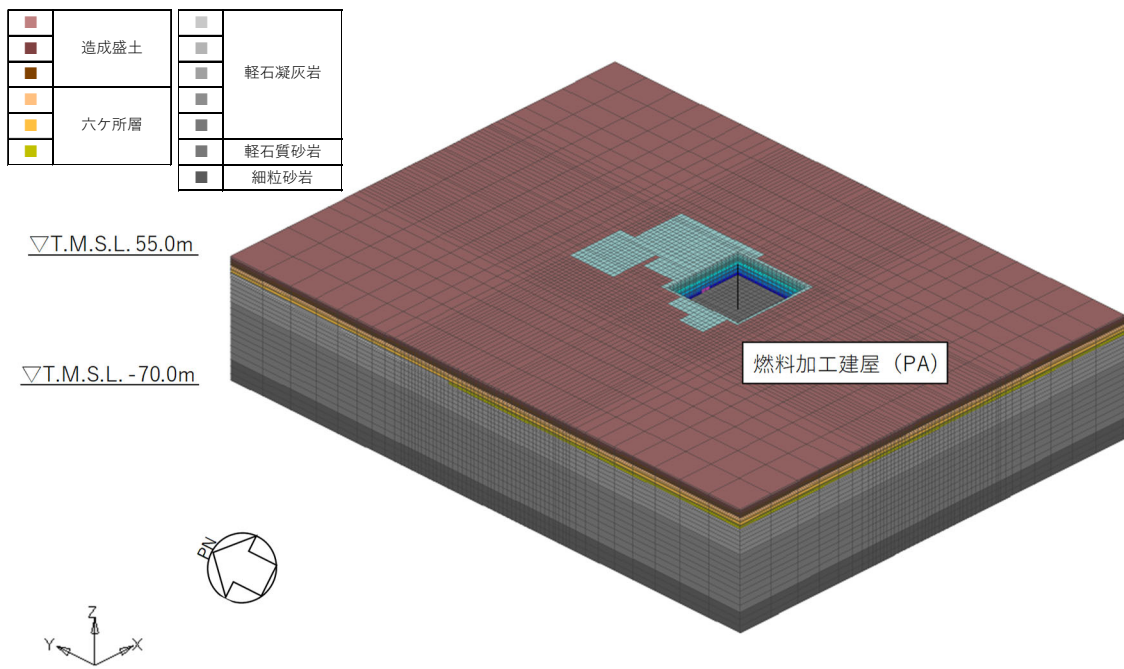 造成盛土
六ケ所層
軽石凝灰岩
軽石質砂岩
細粒砂岩
▽T.M.S.L. 55.0m
▽T.M.S.L. -70.0m
燃料加工建屋（PA）
PN
Z
Y
X